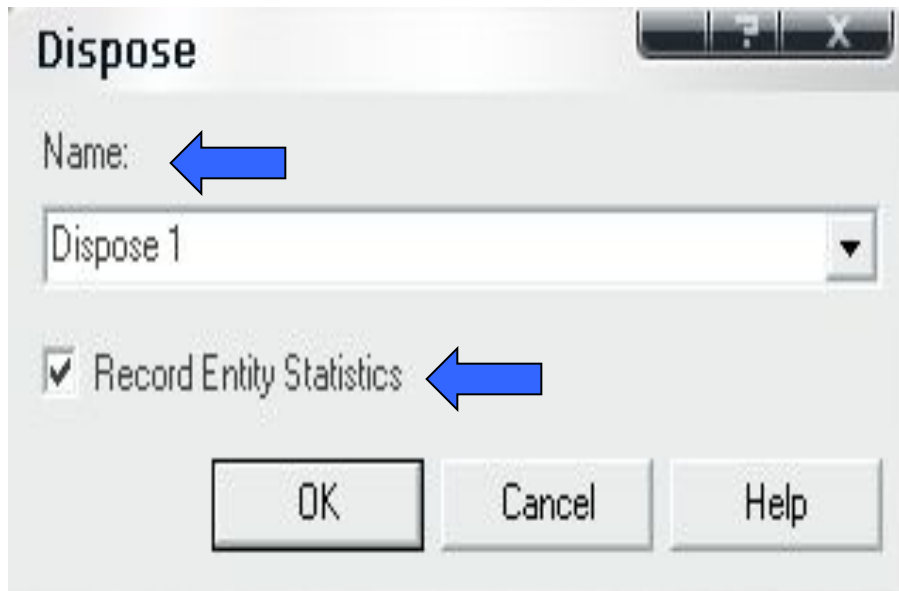 Dispose
? X
Name:
Dispose 1
Record Entity Statistics
OK Cancel Help